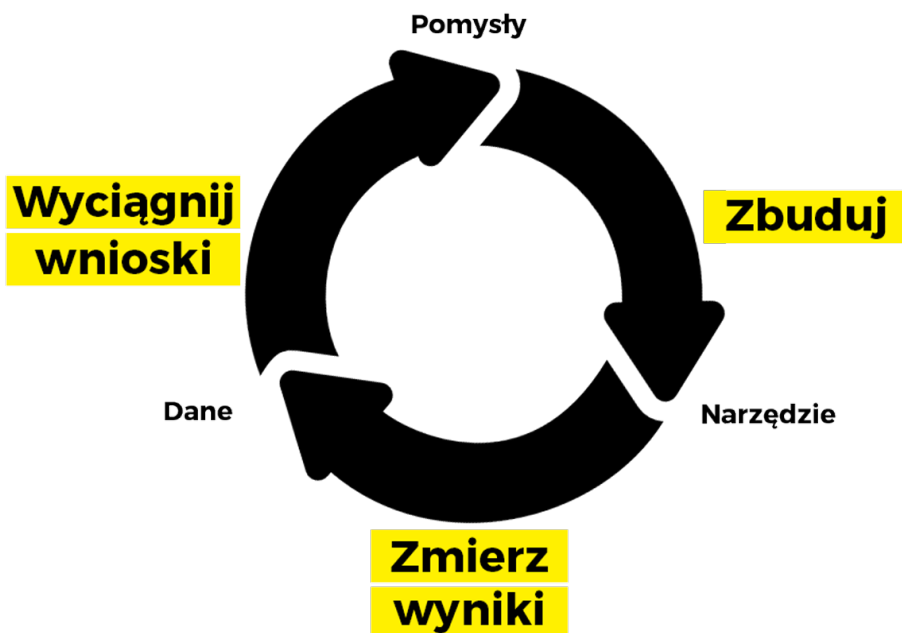 Pomysły
Wyciągnij
wnioski
Zbuduj
Dane
Narzędzie
Zmierz
wyniki